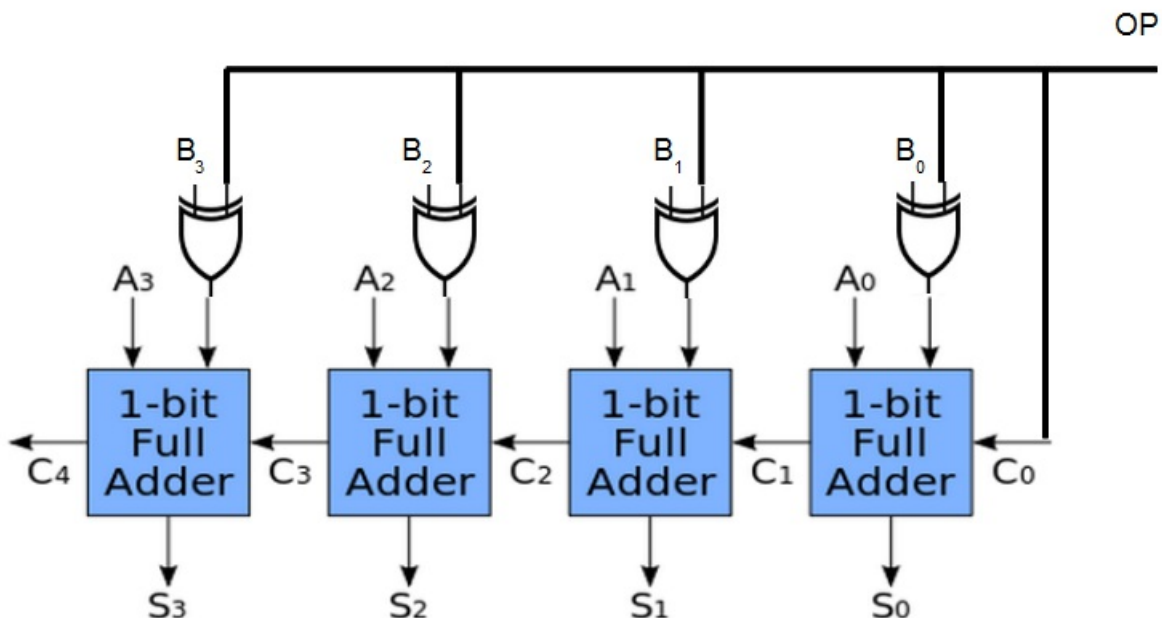 OP
B3 B2 B1 B0
A3 A2 A1 A0
1-bit Full Adder 1-bit Full Adder 1-bit Full Adder 1-bit Full Adder
C4 C3 C2 C1 C0
S3 S2 S1 S0